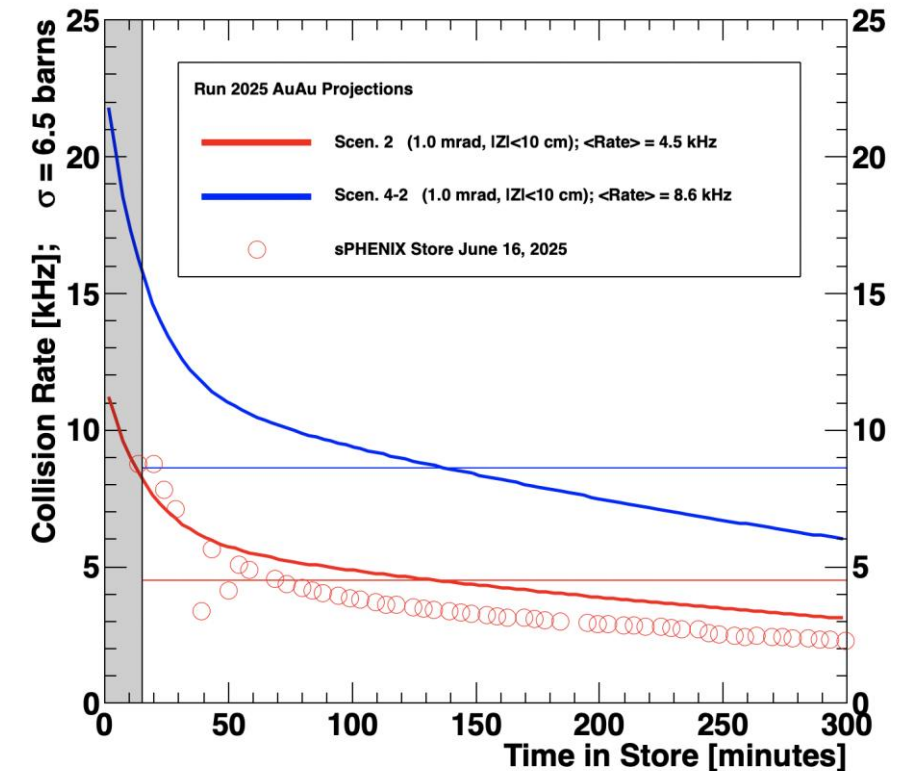 Collision Rate [kHz]; σ = 6.5 barns
25
20
15
10
5
0
25
20
15
10
5
0
Run 2025 AuAu Projections
Scen. 2 (1.0 mrad, |Z|<10 cm); <Rate> = 4.5 kHz
Scen. 4-2 (1.0 mrad, |Z|<10 cm); <Rate> = 8.6 kHz
sPHENIX Store June 16, 2025
0 50 100 150 200 250 300
Time in Store [minutes]